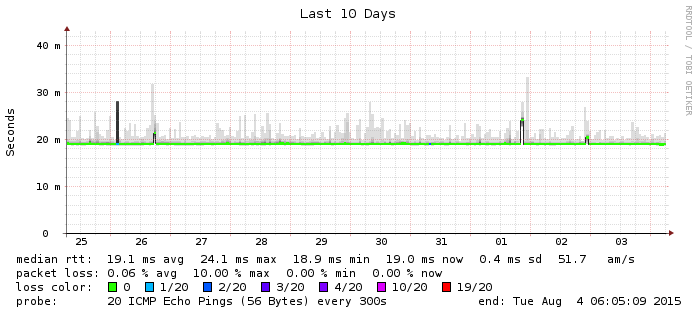 Last 10 Days
RRDTOOL / TOBI OETIKER
Seconds
40 m
30 m
20 m
10 m
0
25 26 27 28 29 30 31 01 02 03
median rtt: 19.1 ms avg 24.1 ms max 18.9 ms min 19.0 ms now 0.4 ms sd 51.7 am/s
packet loss: 0.06 % avg 10.00 % max 0.00 % min 0.00 % now
loss color: 0 1/20 2/20 3/20 4/20 10/20 19/20
probe: 20 ICMP Echo Pings (56 Bytes) every 300s end: Tue Aug 4 06:05:09 2015